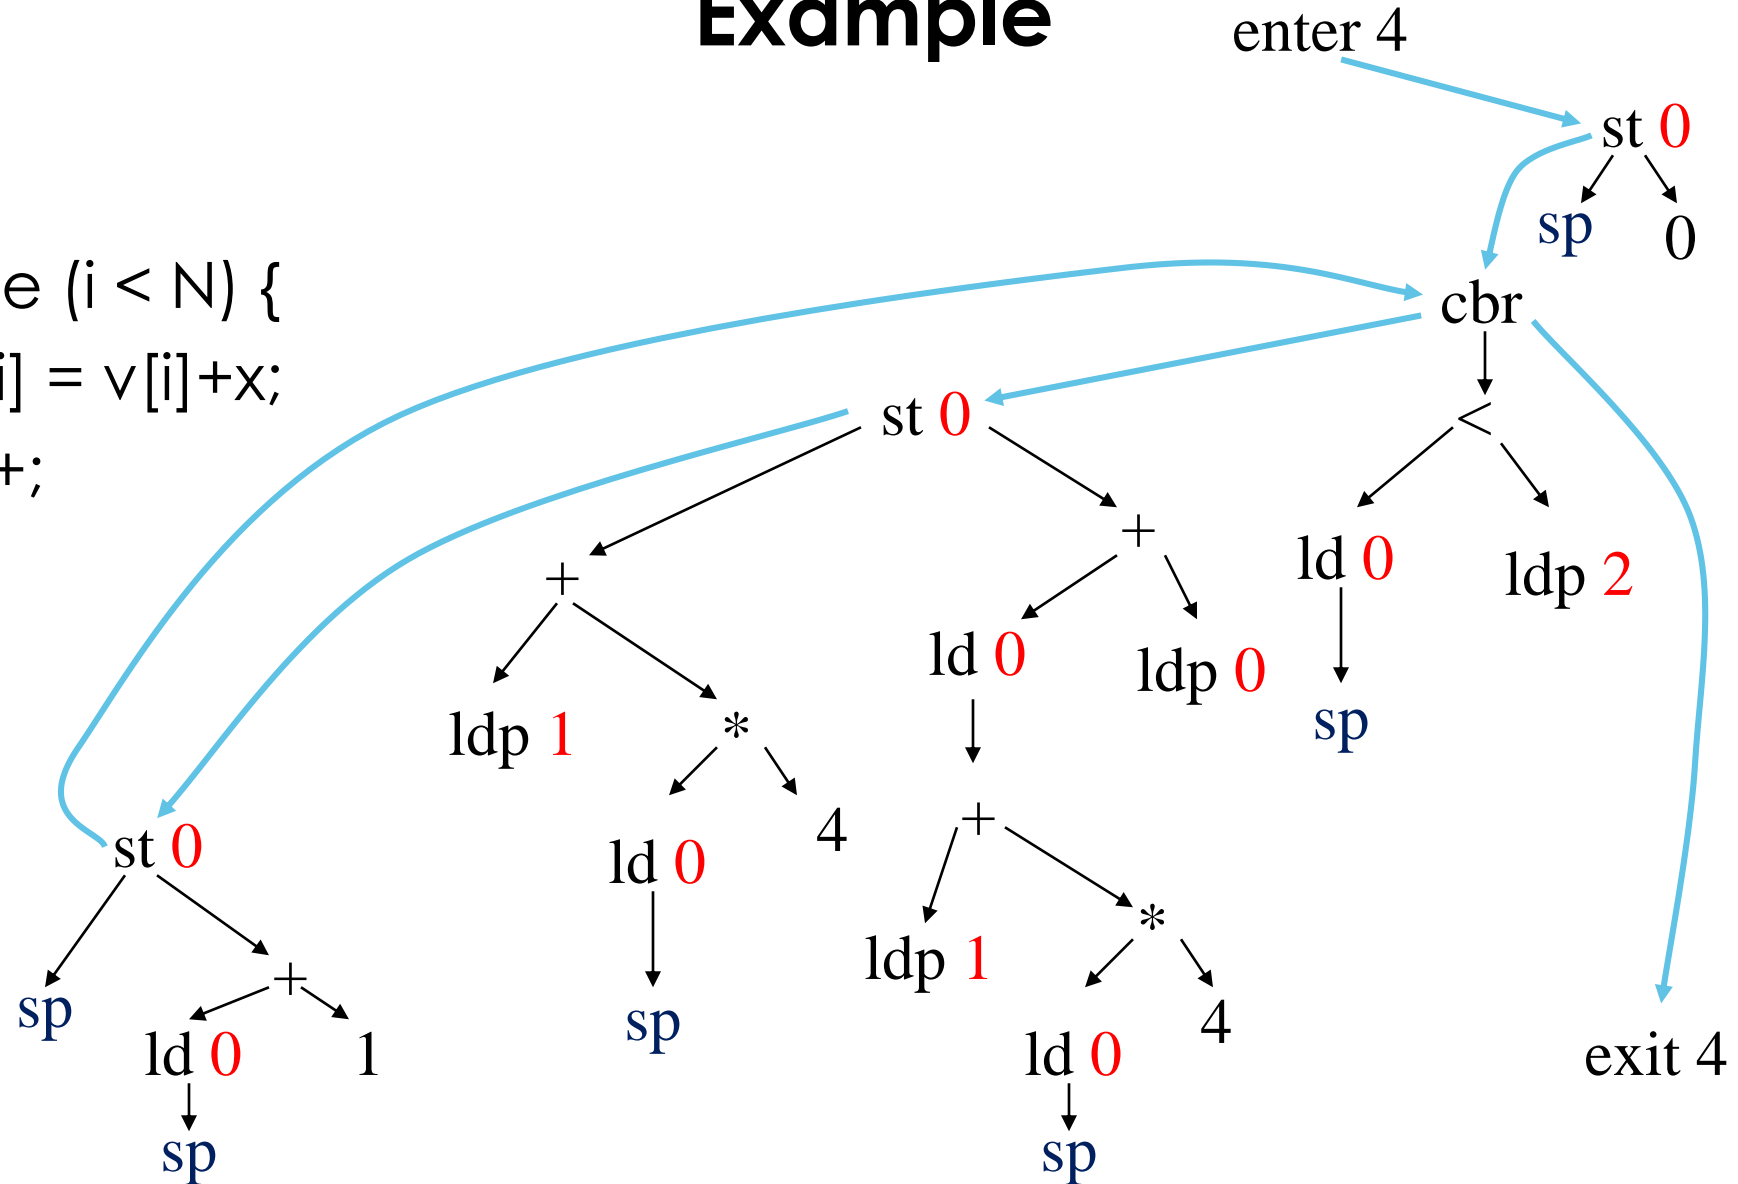 Example
enter 4
st 0
sp 0
e (i < N) {
cbr
i] = v[i]+x;
st 0
<
+;
+
ld 0
ldp 2
+
ld 0
ldp 0
sp
ldp 1
*
4
+
st 0
ld 0
*
ldp 1
sp
+
sp
4
ld 0
1
ld 0
exit 4
sp
sp